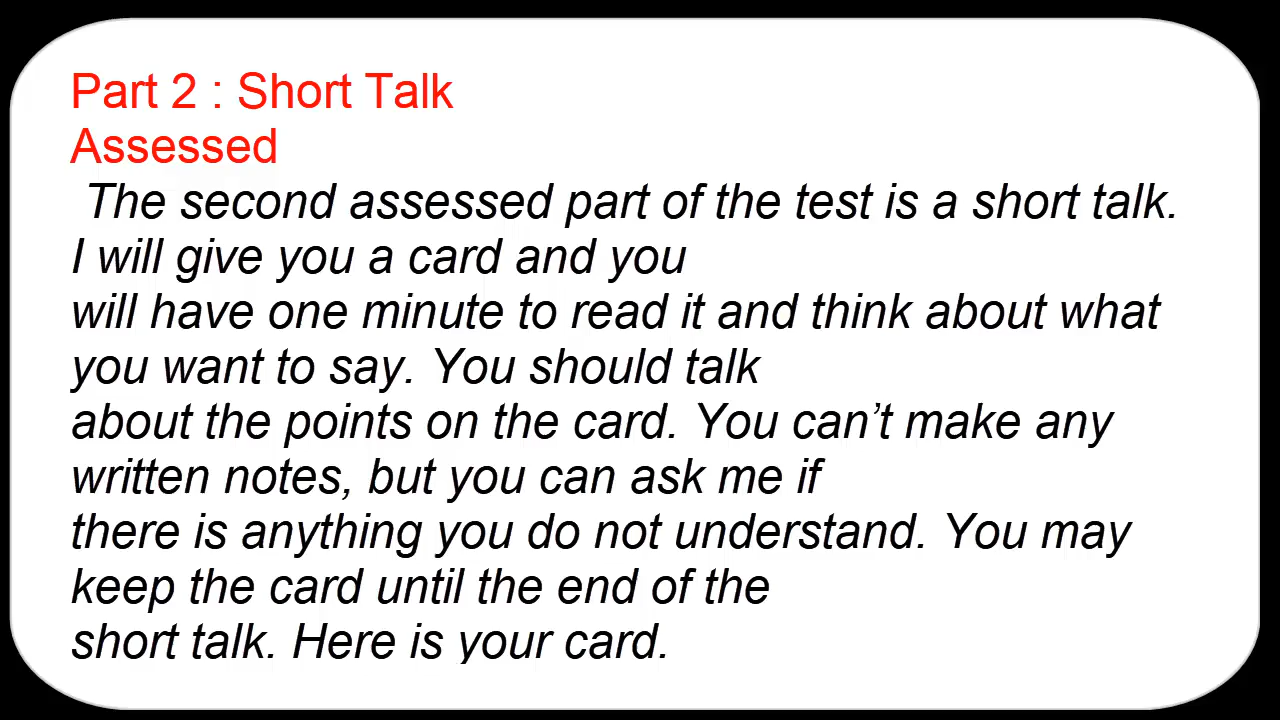 Part 2 : Short Talk
Assessed
The second assessed part of the test is a short talk.
I will give you a card and you
will have one minute to read it and think about what
you want to say. You should talk
about the points on the card. You can’t make any
written notes, but you can ask me if
there is anything you do not understand. You may
keep the card until the end of the
short talk. Here is your card.